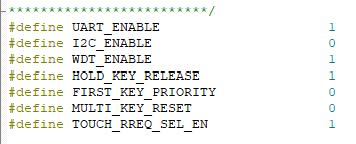 **************************/
#define UART_ENABLE 1
#define I2C_ENABLE 0
#define WDT_ENABLE 1
#define HOLD_KEY_RELEASE 1
#define FIRST_KEY_PRIORITY 0
#define MULTI_KEY_RESET 0
#define TOUCH_RREQ_SEL_EN 1